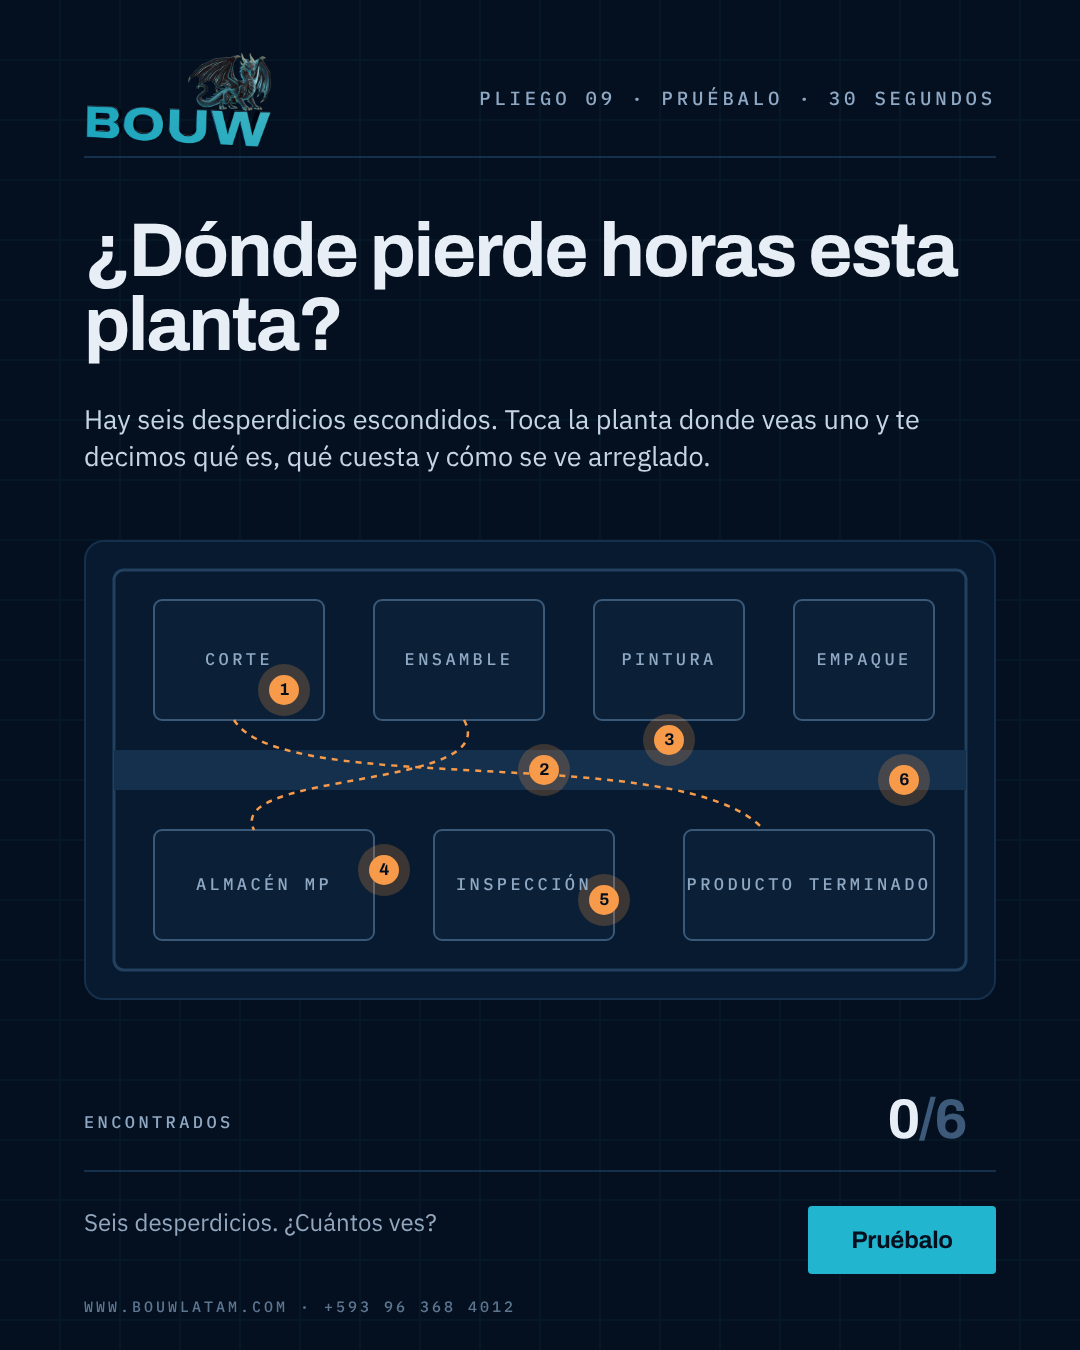 BOUW
PLIEGO 09 · PRUÉBALO · 30 SEGUNDOS
¿Dónde pierde horas esta
planta?
Hay seis desperdicios escondidos. Toca la planta donde veas uno y te
decimos qué es, qué cuesta y cómo se ve arreglado.
CORTE
ENSAMBLE
PINTURA
EMPAQUE
1
3
2
6
4
ALMACÉN MP
INSPECCIÓN
5
PRODUCTO TERMINADO
ENCONTRADOS
0/6
Seis desperdicios. ¿Cuántos ves?
Pruébalo
WWW.BOUWLATAM.COM · +593 96 368 4012